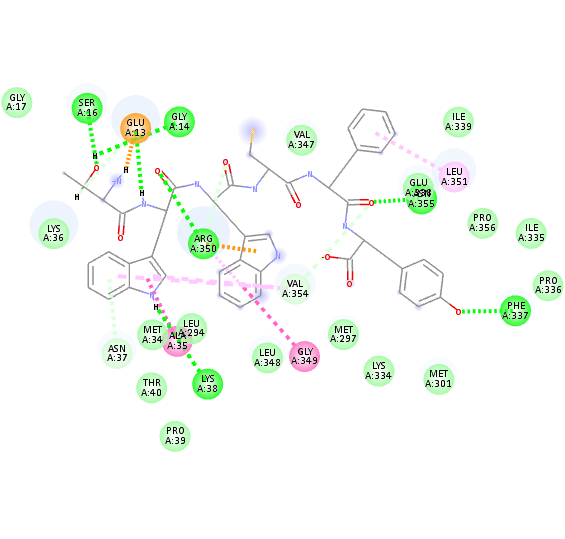 GLY
A:17
SER
A:16
GLU
A:13
GLY
A:14
VAL
A:347
ILE
A:339
LEU
A:351
GLU
ASN
A:355
LYS
A:36
ARG
A:350
PRO
A:356
ILE
A:335
PRO
A:336
VAL
A:354
PHE
A:337
MET
A:34
LEU
A:294
ALA
A:35
MET
A:297
ASN
A:37
LEU
A:348
GLY
A:349
LYS
A:334
MET
A:301
THR
A:40
LYS
A:38
PRO
A:39
H
O
H
H
H
N
O
N
O
N
O
N
O
N
O
N
O
O
N
N
H
O